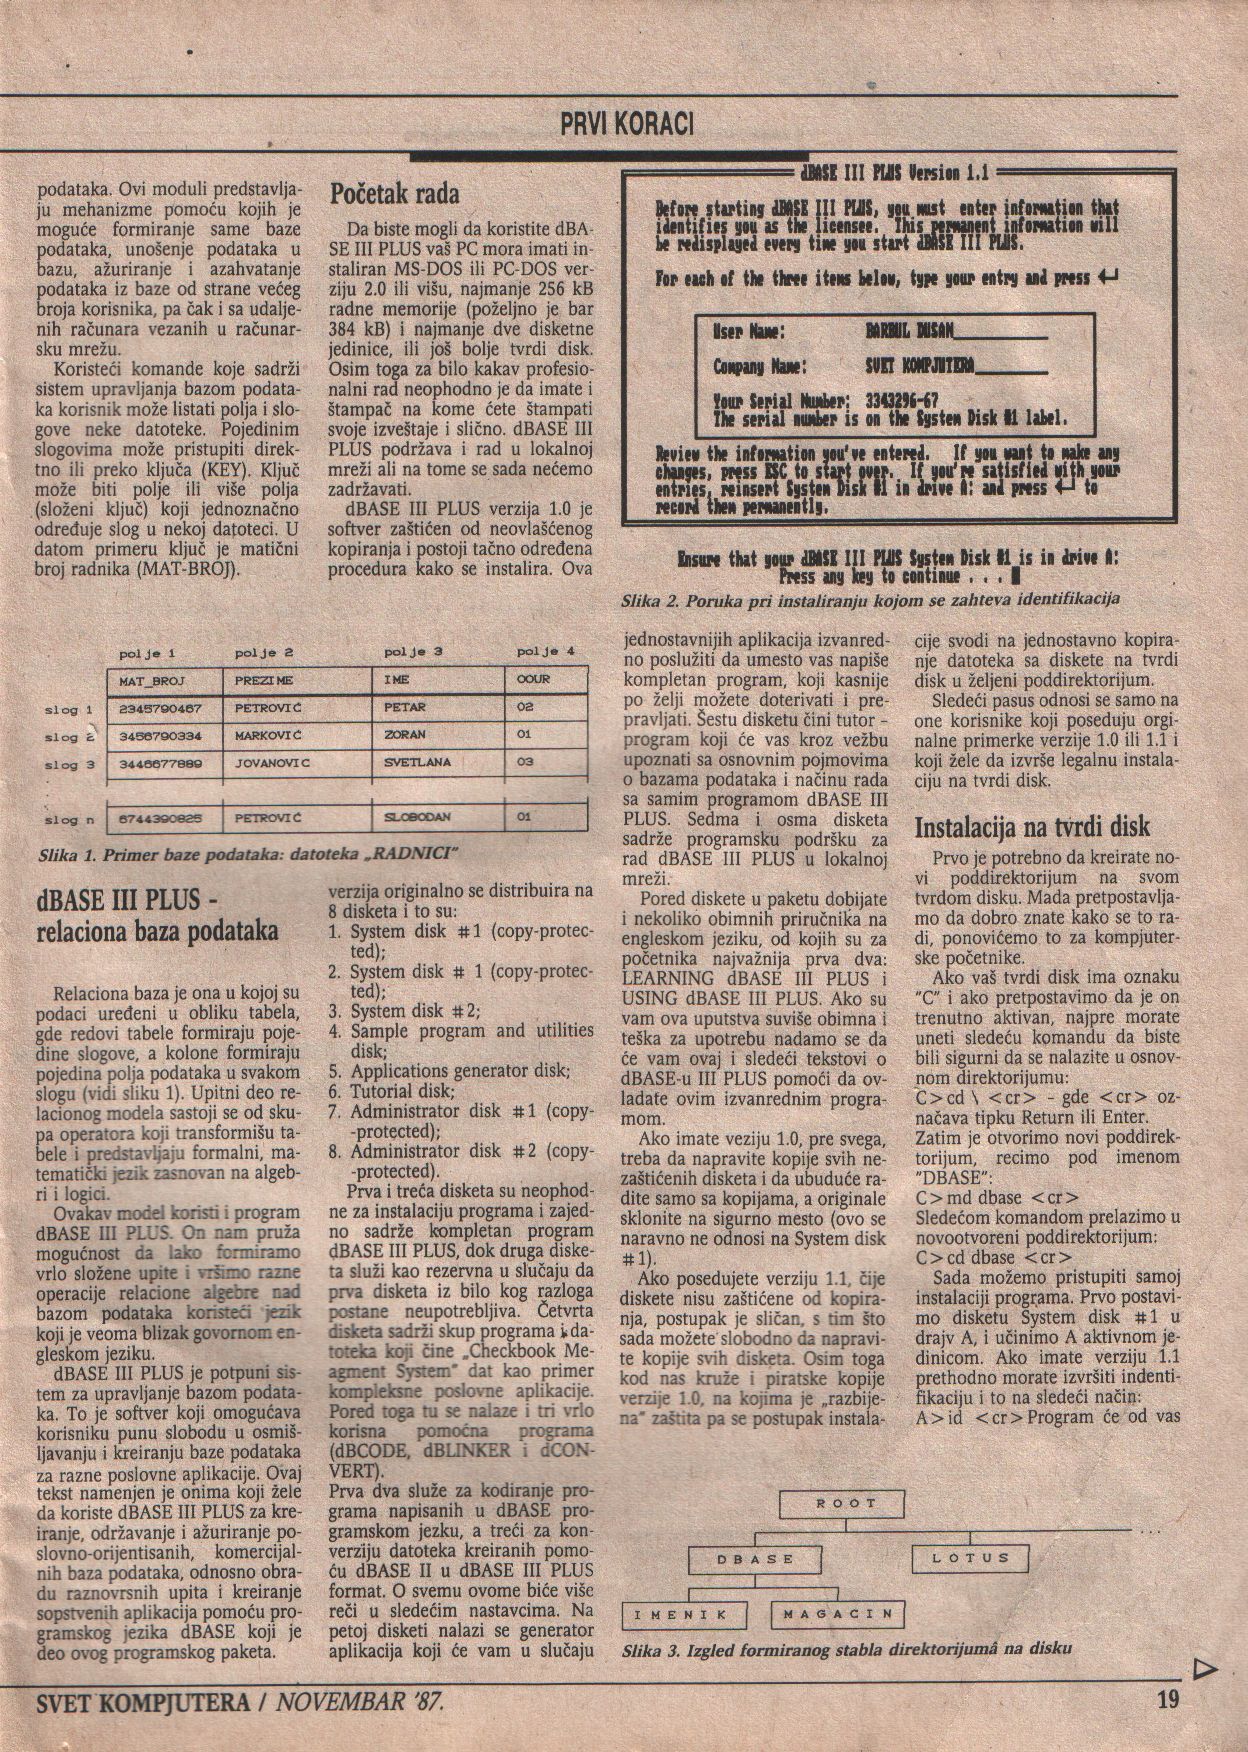 PRVI KORACI
podataka. Ovi moduli predstavlja-
ju mehanizme pomoću kojih je
moguće formiranje same baze
podataka, unošenje podataka u
bazu, ažuriranje i azahvatanje
podataka iz baze od strane većeg
broja korisnika, pa čak i sa udalje-
nih računara vezanih u računar-
sku mrežu.
Koristeći komande koje sadrži
sistem upravljanja bazom podata-
ka korisnik može listati polja i slo-
gove neke datoteke. Pojedinim
slogovima može pristupiti direk-
tno ili preko ključa (KEY). Ključ
može biti polje ili više polja
(složeni ključ) koji jednoznačno
određuje slog u nekoj datoteci. U
datom primeru ključ je matični
broj radnika (MAT-BROJ).
Početak rada
Da biste mogli da koristite dBA-
SE III PLUS vaš PC mora imati in-
staliran MS-DOS ili PC-DOS ver-
ziju 2.0 ili višu, najmanje 256 kB
radne memorije (poželjno je bar
384 kB) i najmanje dve disketne
jedinice, ili još bolje tvrdi disk.
Osim toga za bilo kakav profesio-
nalni rad neophodno je da imate i
štampač na kome ćete štampati
svoje izveštaje i slično. dBASE III
PLUS podržava i rad u lokalnoj
mreži ali na tome se sada nećemo
zadržavati.
dBASE III PLUS verzija 1.0 je
softver zaštićen od neovlašćenog
kopiranja i postoji tačno određena
procedura kako se instalira. Ova
dBASE III PLUS Version 1.1
Before starting dBASE III PLUS, you must enter information that
identifies you as the licensee. This permanent information will
be redisplayed every time you start dBASE III PLUS.
For each of the three items below, type your entry and press ↵
User Name: BARBUL DUSAN
Company Name: SVET KOMPJUTERA
Your Serial Number: 3343296-67
The serial number is on the System Disk #1 label.
Review the information you've entered. If you want to make any
changes, press ESC to start over. If you're satisfied with your
entries, reinsert System Disk #1 in drive A: and press ↵ to
record them permanently.
Ensure that your dBASE III PLUS System Disk #1 is in drive A:
Press any key to continue . . .
Slika 2. Poruka pri instaliranju kojom se zahteva identifikacija
polje 1 polje 2 polje 3 polje 4
MAT_BROJ PREZIME IME OOUR
slog 1 2345790467 PETROVIĆ PETAR 02
slog 2 3456790334 MARKOVIĆ ZORAN 01
slog 3 3446677889 JOVANOVIC SVETLANA 03
slog n 6744390825 PETROVIĆ SLOBODAN 01
Slika 1. Primer baze podataka: datoteka „RADNICI"
dBASE III PLUS -
relaciona baza podataka
Relaciona baza je ona u kojoj su
podaci uređeni u obliku tabela,
gde redovi tabele formiraju poje-
dine slogove, a kolone formiraju
pojedina polja podataka u svakom
slogu (vidi sliku 1). Upitni deo re-
lacionog modela sastoji se od sku-
pa operatora koji transformišu ta-
bele i predstavljaju formalni, ma-
tematički jezik zasnovan na algeb-
ri i logici.
Ovakav model koristi i program
dBASE III PLUS. On nam pruža
mogućnost da lako formiramo
vrlo složene upite i vršimo razne
operacije relacione algebre nad
bazom podataka koristeći jezik
koji je veoma blizak govornom en-
gleskom jeziku.
dBASE III PLUS je potpuni sis-
tem za upravljanje bazom podata-
ka. To je softver koji omogućava
korisniku punu slobodu u osmiš-
ljavanju i kreiranju baze podataka
za razne poslovne aplikacije. Ovaj
tekst namenjen je onima koji žele
da koriste dBASE III PLUS za kre-
iranje, održavanje i ažuriranje po-
slovno-orijentisanih, komercijal-
nih baza podataka, odnosno obra-
du raznovrsnih upita i kreiranje
sopstvenih aplikacija pomoću pro-
gramskog jezika dBASE koji je
deo ovog programskog paketa.
verzija originalno se distribuira na
8 disketa i to su:
1. System disk #1 (copy-protec-
ted);
2. System disk # 1 (copy-protec-
ted);
3. System disk #2;
4. Sample program and utilities
disk;
5. Applications generator disk;
6. Tutorial disk;
7. Administrator disk #1 (copy-
-protected);
8. Administrator disk #2 (copy-
-protected).
Prva i treća disketa su neophod-
ne za instalaciju programa i zajed-
no sadrže kompletan program
dBASE III PLUS, dok druga diske-
ta služi kao rezervna u slučaju da
prva disketa iz bilo kog razloga
postane neupotrebljiva. Četvrta
disketa sadrži skup programa i da-
toteka koji čine „Checkbook Me-
agment System" dat kao primer
kompleksne poslovne aplikacije.
Pored toga tu se nalaze i tri vrlo
korisna pomoćna programa
(dBCODE, dBLINKER i dCON-
VERT).
Prva dva služe za kodiranje pro-
grama napisanih u dBASE pro-
gramskom jezku, a treći za kon-
verziju datoteka kreiranih pomo-
ću dBASE II u dBASE III PLUS
format. O svemu ovome biće više
reči u sledećim nastavcima. Na
petoj disketi nalazi se generator
aplikacija koji će vam u slučaju
jednostavnijih aplikacija izvanred-
no poslužiti da umesto vas napiše
kompletan program, koji kasnije
po želji možete doterivati i pre-
pravljati. Šestu disketu čini tutor -
program koji će vas kroz vežbu
upoznati sa osnovnim pojmovima
o bazama podataka i načinu rada
sa samim programom dBASE III
PLUS. Sedma i osma disketa
sadrže programsku podršku za
rad dBASE III PLUS u lokalnoj
mreži.
Pored diskete u paketu dobijate
i nekoliko obimnih priručnika na
engleskom jeziku, od kojih su za
početnika najvažnija prva dva:
LEARNING dBASE III PLUS i
USING dBASE III PLUS. Ako su
vam ova uputstva suviše obimna i
teška za upotrebu nadamo se da
će vam ovaj i sledeći tekstovi o
dBASE-u III PLUS pomoći da ov-
ladate ovim izvanrednim progra-
mom.
Ako imate veziju 1.0, pre svega,
treba da napravite kopije svih ne-
zaštićenih disketa i da ubuduće ra-
dite samo sa kopijama, a originale
sklonite na sigurno mesto (ovo se
naravno ne odnosi na System disk
#1).
Ako posedujete verziju 1.1, čije
diskete nisu zaštićene od kopira-
nja, postupak je sličan, s tim što
sada možete slobodno da napravi-
te kopije svih disketa. Osim toga
kod nas kruže i piratske kopije
verzije 1.0, na kojima je „razbije-
na" zaštita pa se postupak instala-
cije svodi na jednostavno kopira-
nje datoteka sa diskete na tvrdi
disk u željeni poddirektorijum.
Sledeći pasus odnosi se samo na
one korisnike koji poseduju orgi-
nalne primerke verzije 1.0 ili 1.1 i
koji žele da izvrše legalnu instala-
ciju na tvrdi disk.
Instalacija na tvrdi disk
Prvo je potrebno da kreirate no-
vi poddirektorijum na svom
tvrdom disku. Mada pretpostavlja-
mo da dobro znate kako se to ra-
di, ponovićemo to za kompjuter-
ske početnike.
Ako vaš tvrdi disk ima oznaku
"C" i ako pretpostavimo da je on
trenutno aktivan, najpre morate
uneti sledeću komandu da biste
bili sigurni da se nalazite u osnov-
nom direktorijumu:
C>cd \ <cr> - gde <cr> oz-
načava tipku Return ili Enter.
Zatim je otvorimo novi poddirek-
torijum, recimo pod imenom
"DBASE":
C>md dbase <cr>
Sledećom komandom prelazimo u
novootvoreni poddirektorijum:
C>cd dbase <cr>
Sada možemo pristupiti samoj
instalaciji programa. Prvo postavi-
mo disketu System disk #1 u
drajv A, i učinimo A aktivnom je-
dinicom. Ako imate verziju 1.1
prethodno morate izvršiti indenti-
fikaciju i to na sledeći način:
A>id <cr>Program će od vas
ROOT
...
DBASE LOTUS
IMENIK MAGACIN
Slika 3. Izgled formiranog stabla direktorijumâ na disku
SVET KOMPJUTERA / NOVEMBAR '87. 19